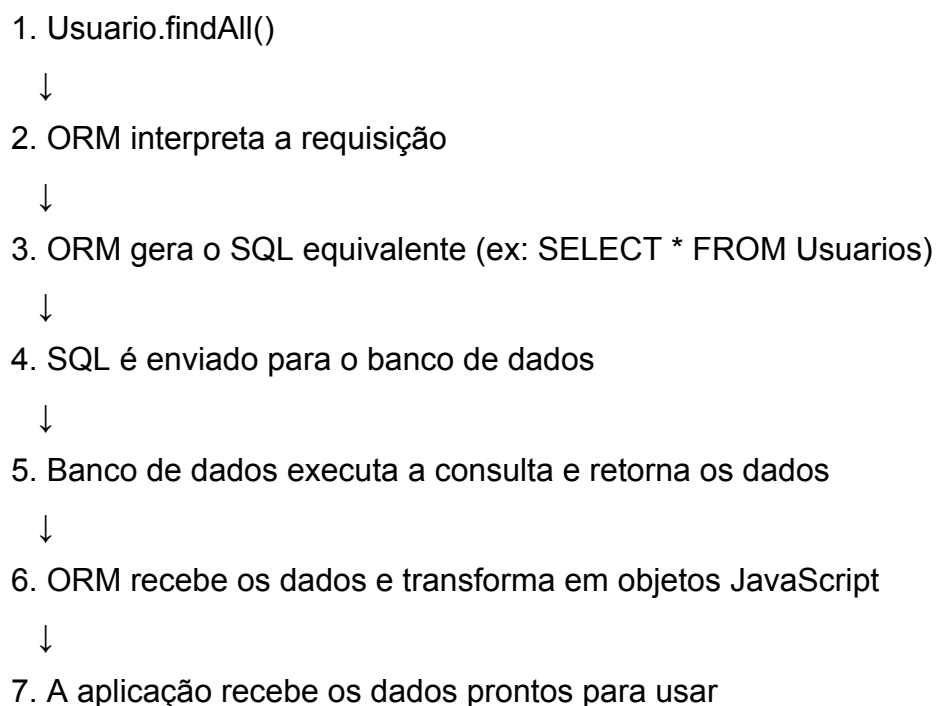 1. Usuario.findAll()
↓
2. ORM interpreta a requisição
↓
3. ORM gera o SQL equivalente (ex: SELECT * FROM Usuarios)
↓
4. SQL é enviado para o banco de dados
↓
5. Banco de dados executa a consulta e retorna os dados
↓
6. ORM recebe os dados e transforma em objetos JavaScript
↓
7. A aplicação recebe os dados prontos para usar